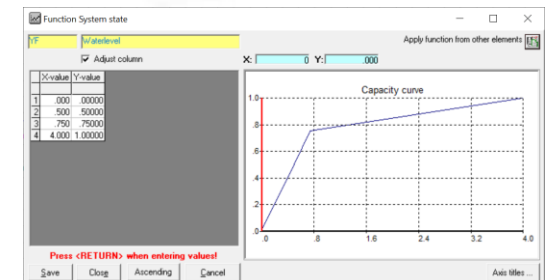 Function System state
YF Waterlevel Apply function from other elements
Adjust column X: 0 Y: .000
X-value Y-value
1 .000 .00000
2 .500 .50000
3 .750 .75000
4 4.000 1.00000
Capacity curve
1.0
.8
.6
.4
.2
.0
.0 .8 1.6 2.4 3.2 4.0
Press <RETURN> when entering values!
Save Close Ascending Cancel Axis titles ...